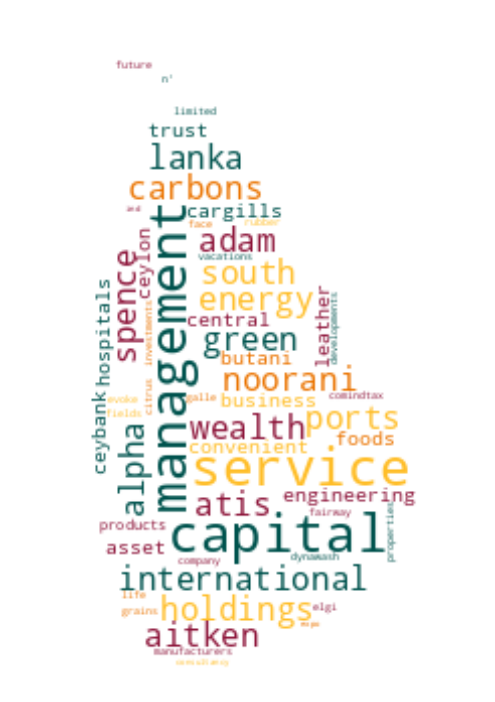 future
n'
limited
trust
lanka
carbons
cargills
rubber
face
adam
ceylon
spence
management
vacations
south
energy
central
green
leather
developments
hospitals
investments
butani
noorani
citrus
galle
business
comindtax
evoke
fields
ceybank
alpha
wealth
ports
foods
convenient
service
atis
engineering
fairway
products
capital
properties
asset
dynawash
company
international
life
grains
holdings
elgi
aitken
manufacturers
consultancy